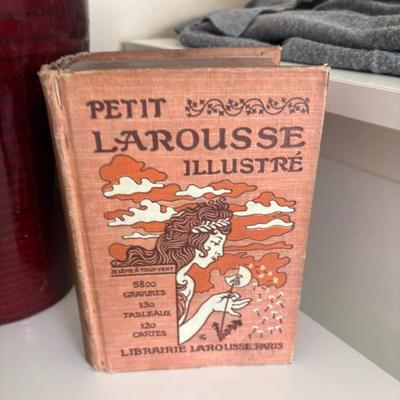 PETIT
LAROUSSE
ILLUSTRÉ
JE SÈME À TOUT VENT
5800
GRAVURES
130
TABLEAUX
120
CARTES
LIBRAIRIE LAROUSSE. PARIS